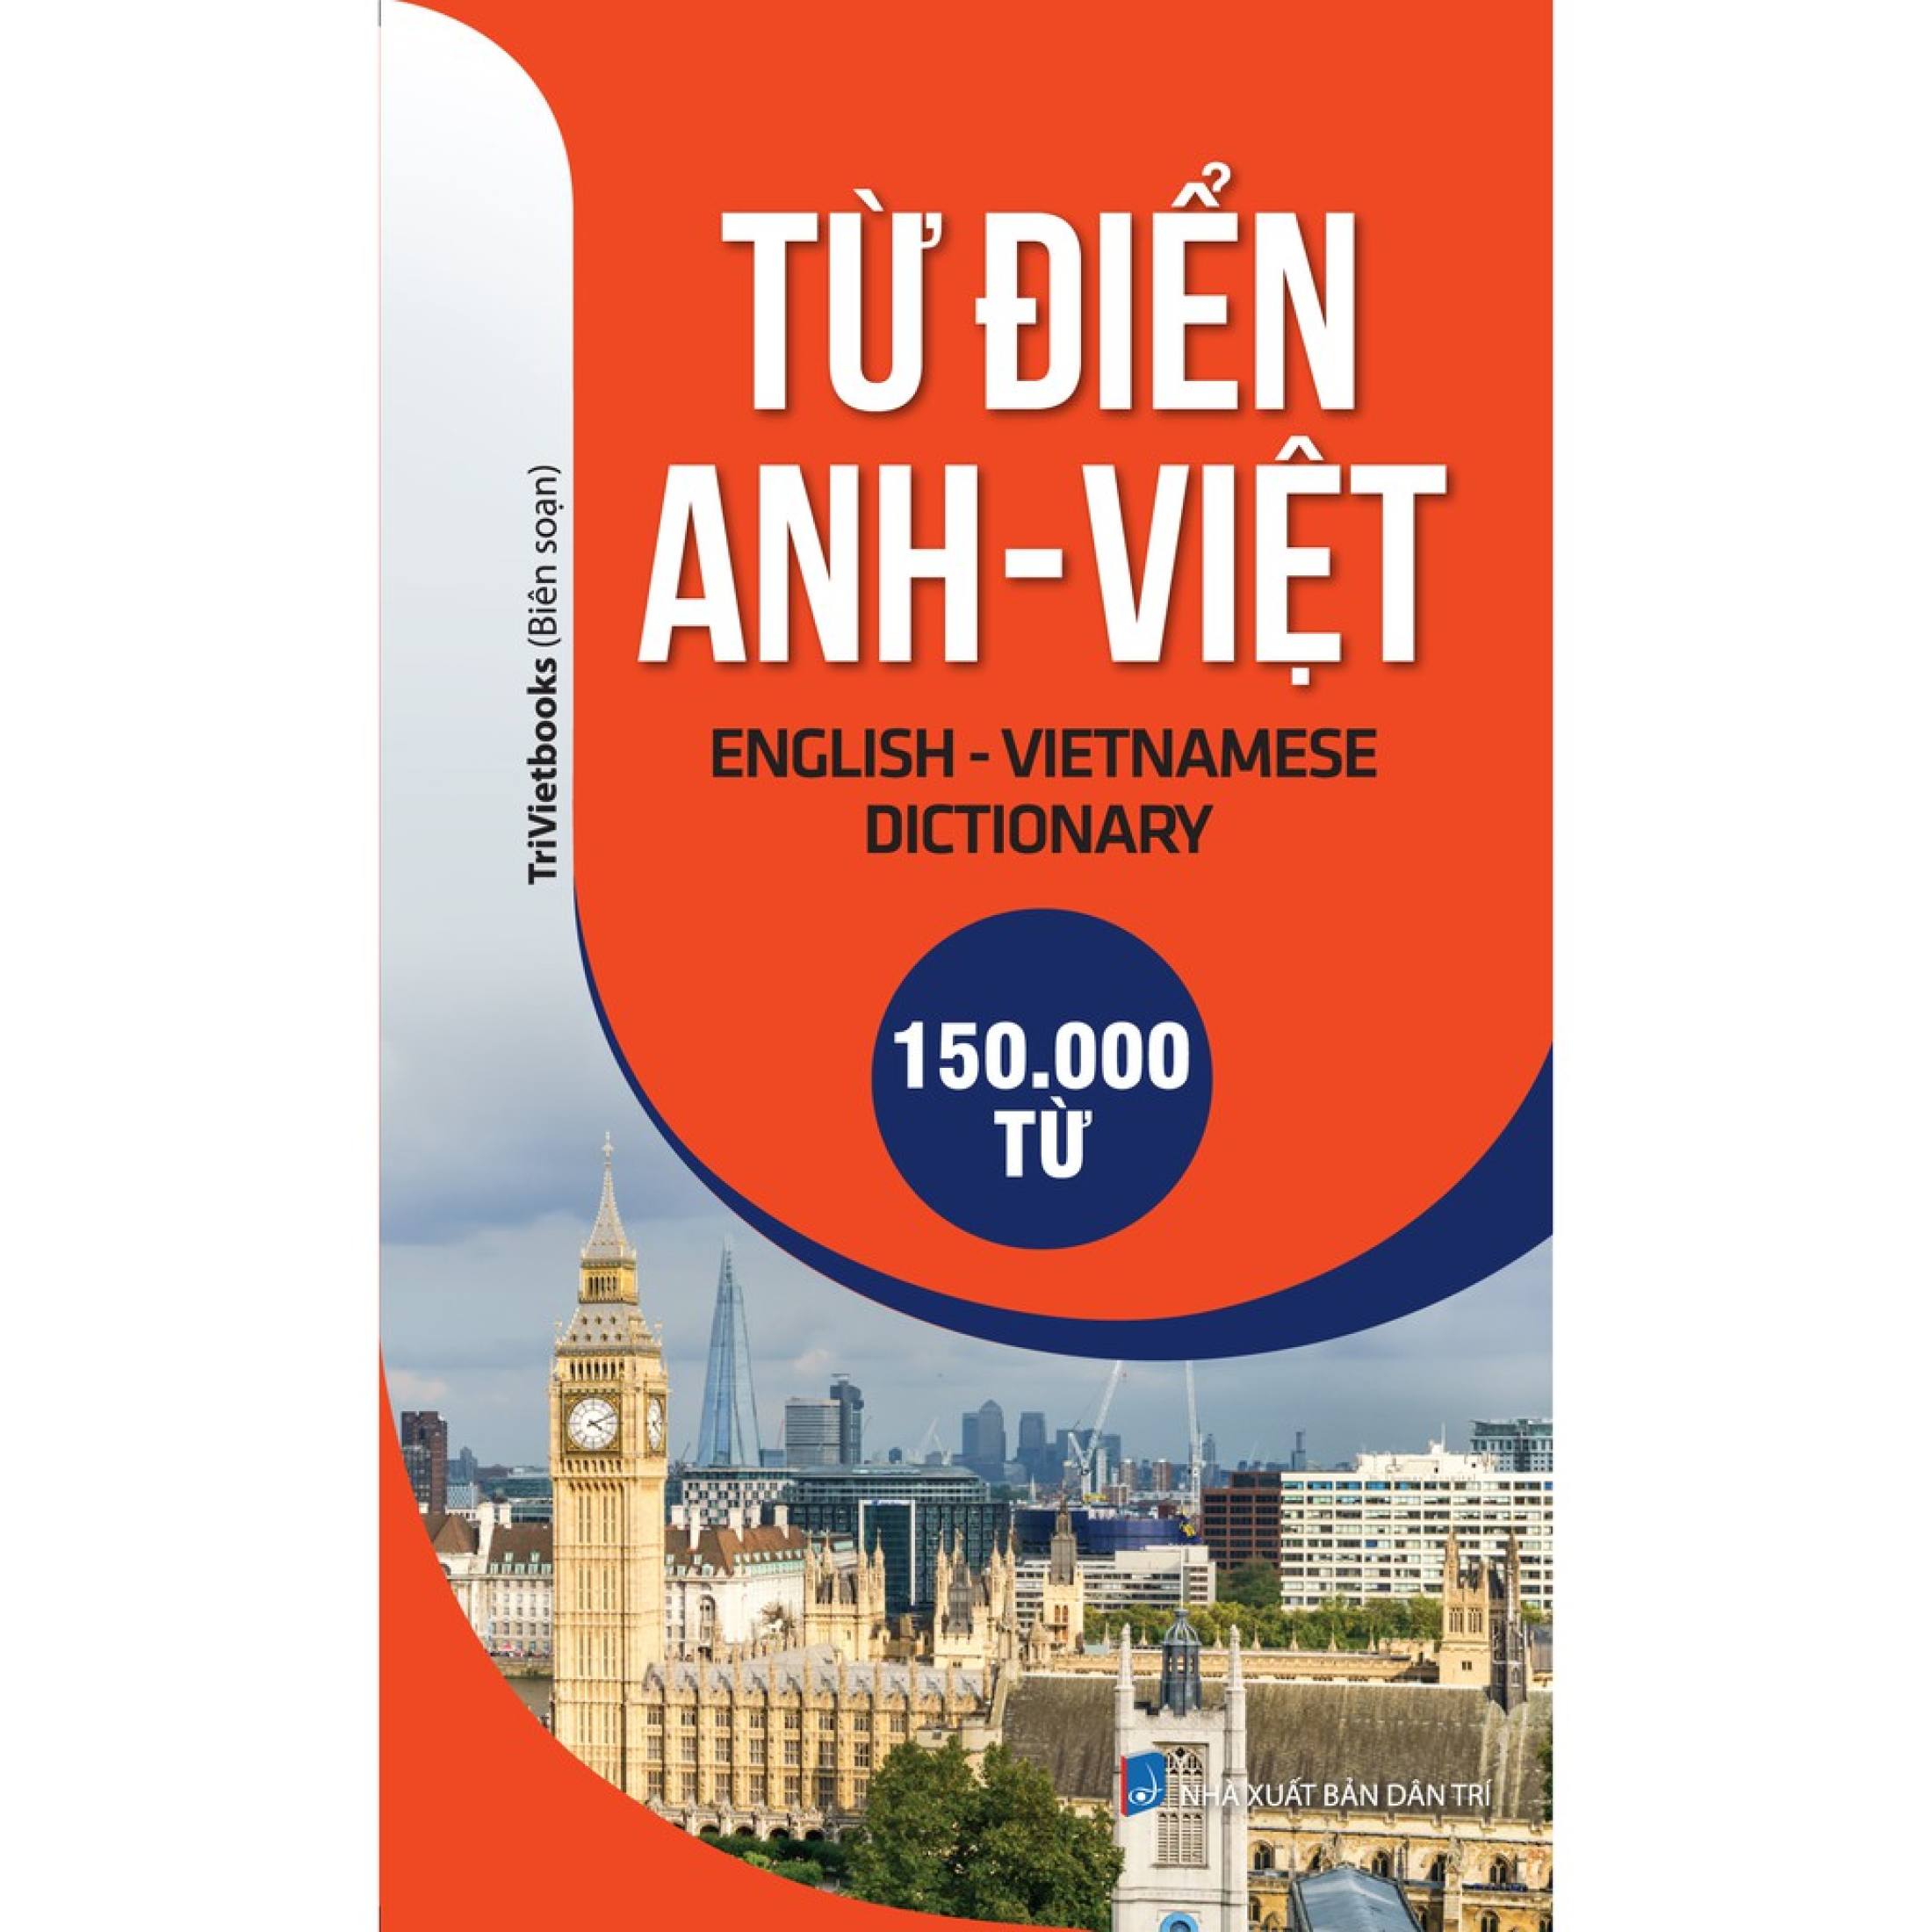 TỪ ĐIỂN
ANH-VIỆT
ENGLISH - VIETNAMESE
DICTIONARY
150.000
TỪ
TriVietbooks (Biên soạn)
NHÀ XUẤT BẢN DÂN TRÍ